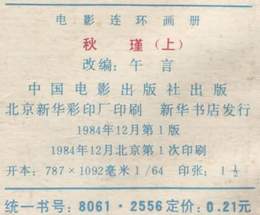 电影连环画册
秋瑾(上)
改编：午言
中国电影出版社出版
北京新华彩印厂印刷 新华书店发行
1984年12月第1版
1984年12月北京第1次印刷
开本：787×1092毫米1/64 印张：1½
统一书号：8061·2556定价：0.21元